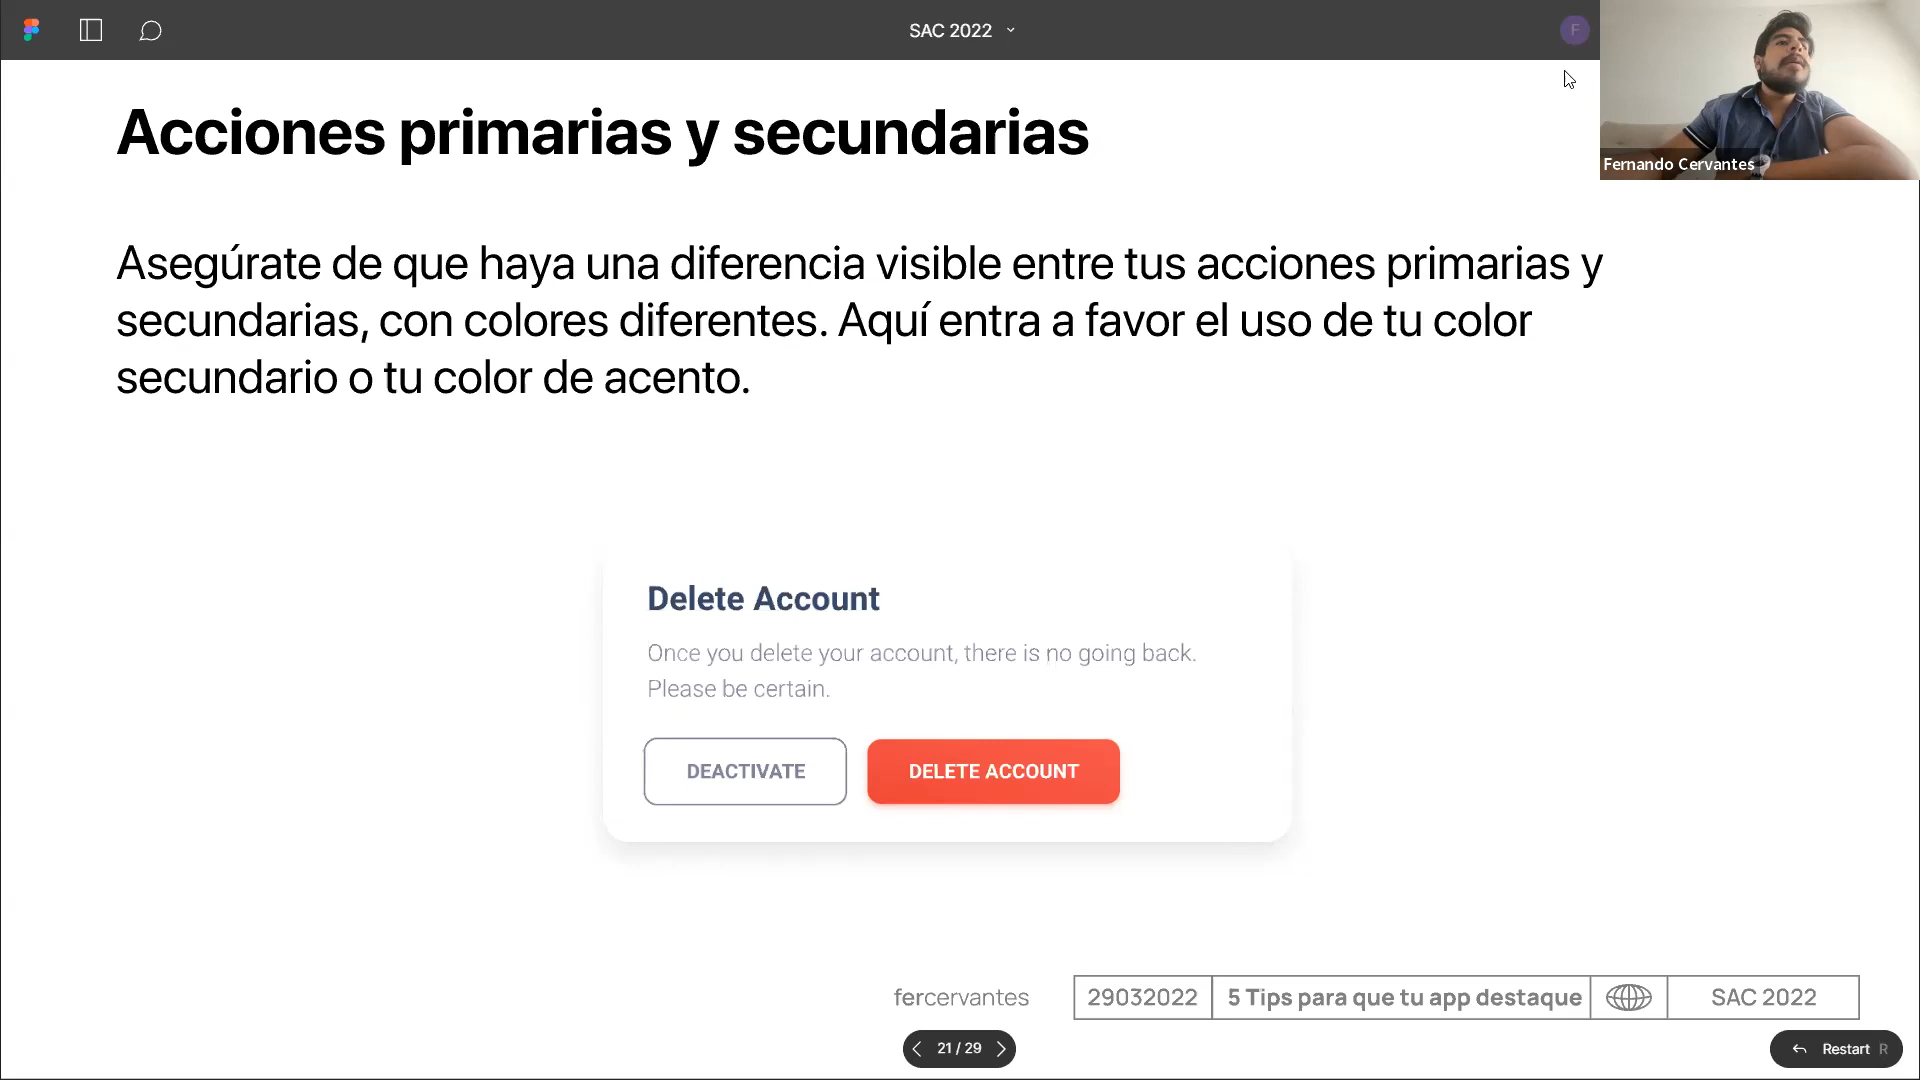 SAC 2022
F
Fernando Cervantes
Acciones primarias y secundarias
Asegúrate de que haya una diferencia visible entre tus acciones primarias y
secundarias, con colores diferentes. Aquí entra a favor el uso de tu color
secundario o tu color de acento.
Delete Account
Once you delete your account, there is no going back.
Please be certain.
DEACTIVATE
DELETE ACCOUNT
fercervantes
29032022
5 Tips para que tu app destaque
SAC 2022
21 / 29
Restart R